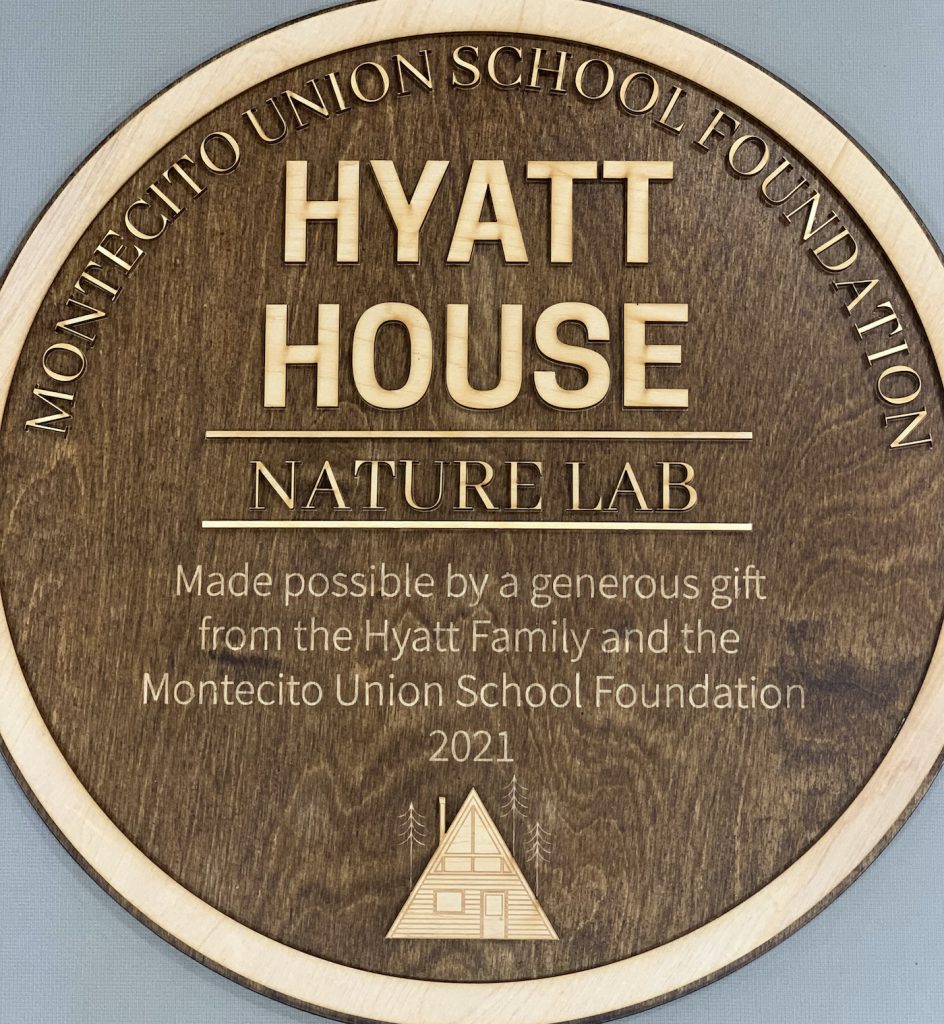 MONTECITO UNION SCHOOL FOUNDATION
HYATT
HOUSE
NATURE LAB
Made possible by a generous gift
from the Hyatt Family and the
Montecito Union School Foundation
2021